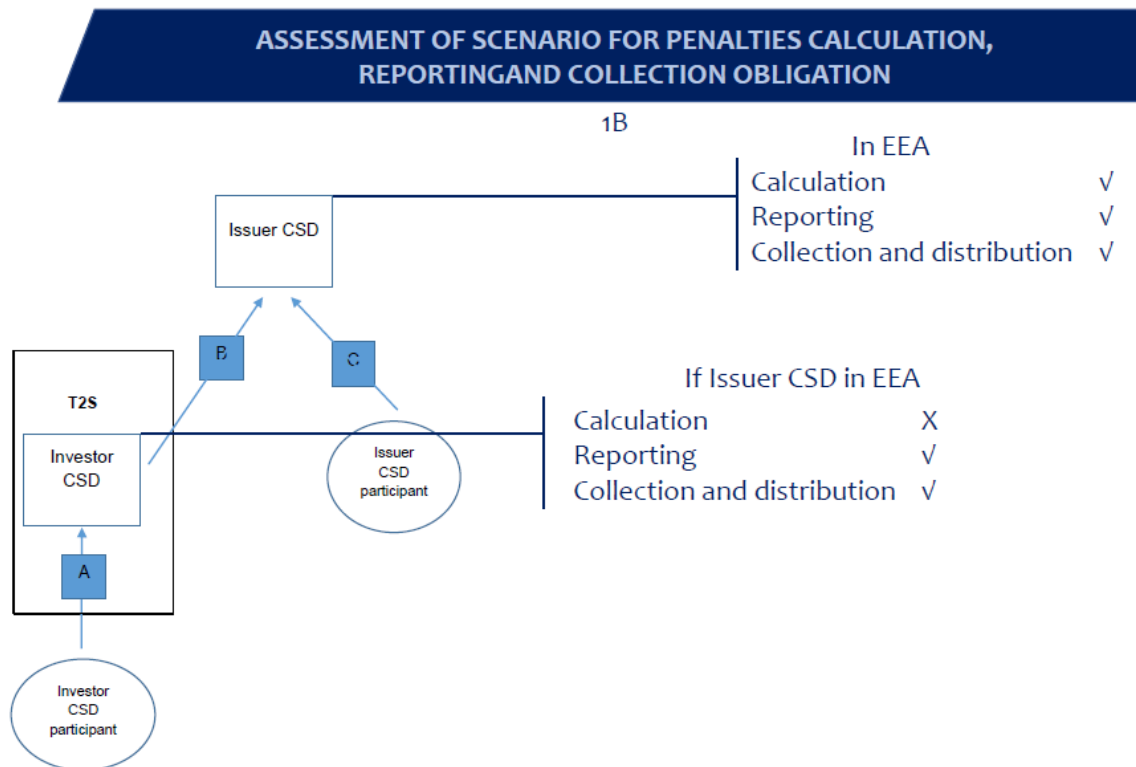 ASSESSMENT OF SCENARIO FOR PENALTIES CALCULATION,
REPORTINGAND COLLECTION OBLIGATION
1B
In EEA
Calculation √
Reporting √
Collection and distribution √
Issuer CSD
B
C
If Issuer CSD in EEA
Calculation X
Reporting √
Collection and distribution √
T2S
Investor
CSD
Issuer
CSD
participant
A
Investor
CSD
participant